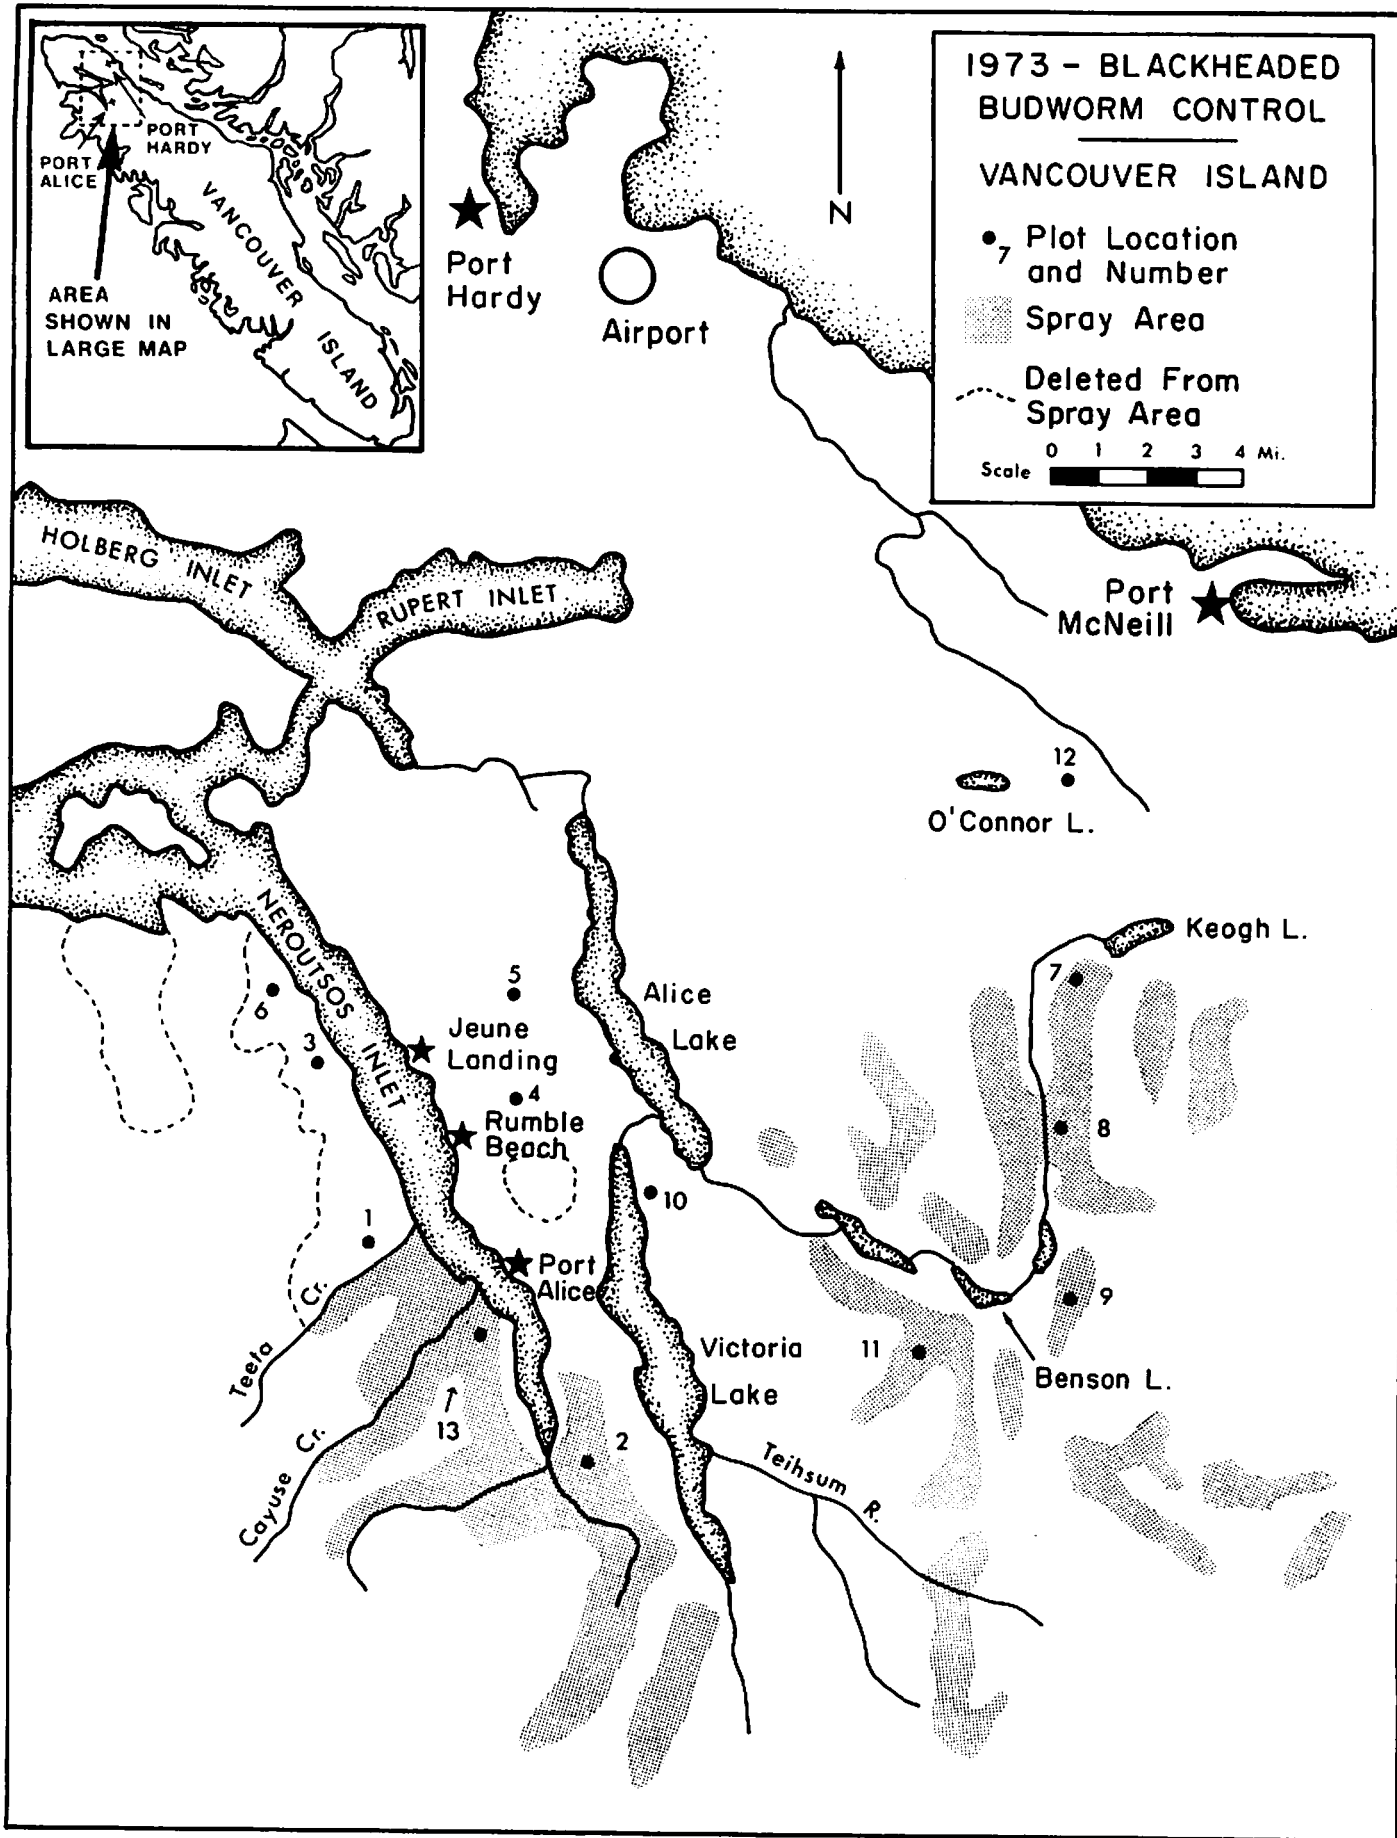 1973 - BLACKHEADED
BUDWORM CONTROL
VANCOUVER ISLAND
7 Plot Location
and Number
Spray Area
Deleted From
Spray Area
0 1 2 3 4 Mi.
Scale
PORT
HARDY
PORT
ALICE
VANCOUVER
ISLAND
AREA
SHOWN IN
LARGE MAP
N
Port
Hardy
Airport
HOLBERG INLET
RUPERT INLET
Port
McNeill
12
O'Connor L.
NEROUTSOS
INLET
Keogh L.
7
5
6
Alice
Lake
Jeune
Landing
3
4
Rumble
Beach
8
10
1
Port
Alice
Teeta Cr.
9
Victoria
Lake
11
Benson L.
13
2
Cayuse Cr.
Teihsum R.